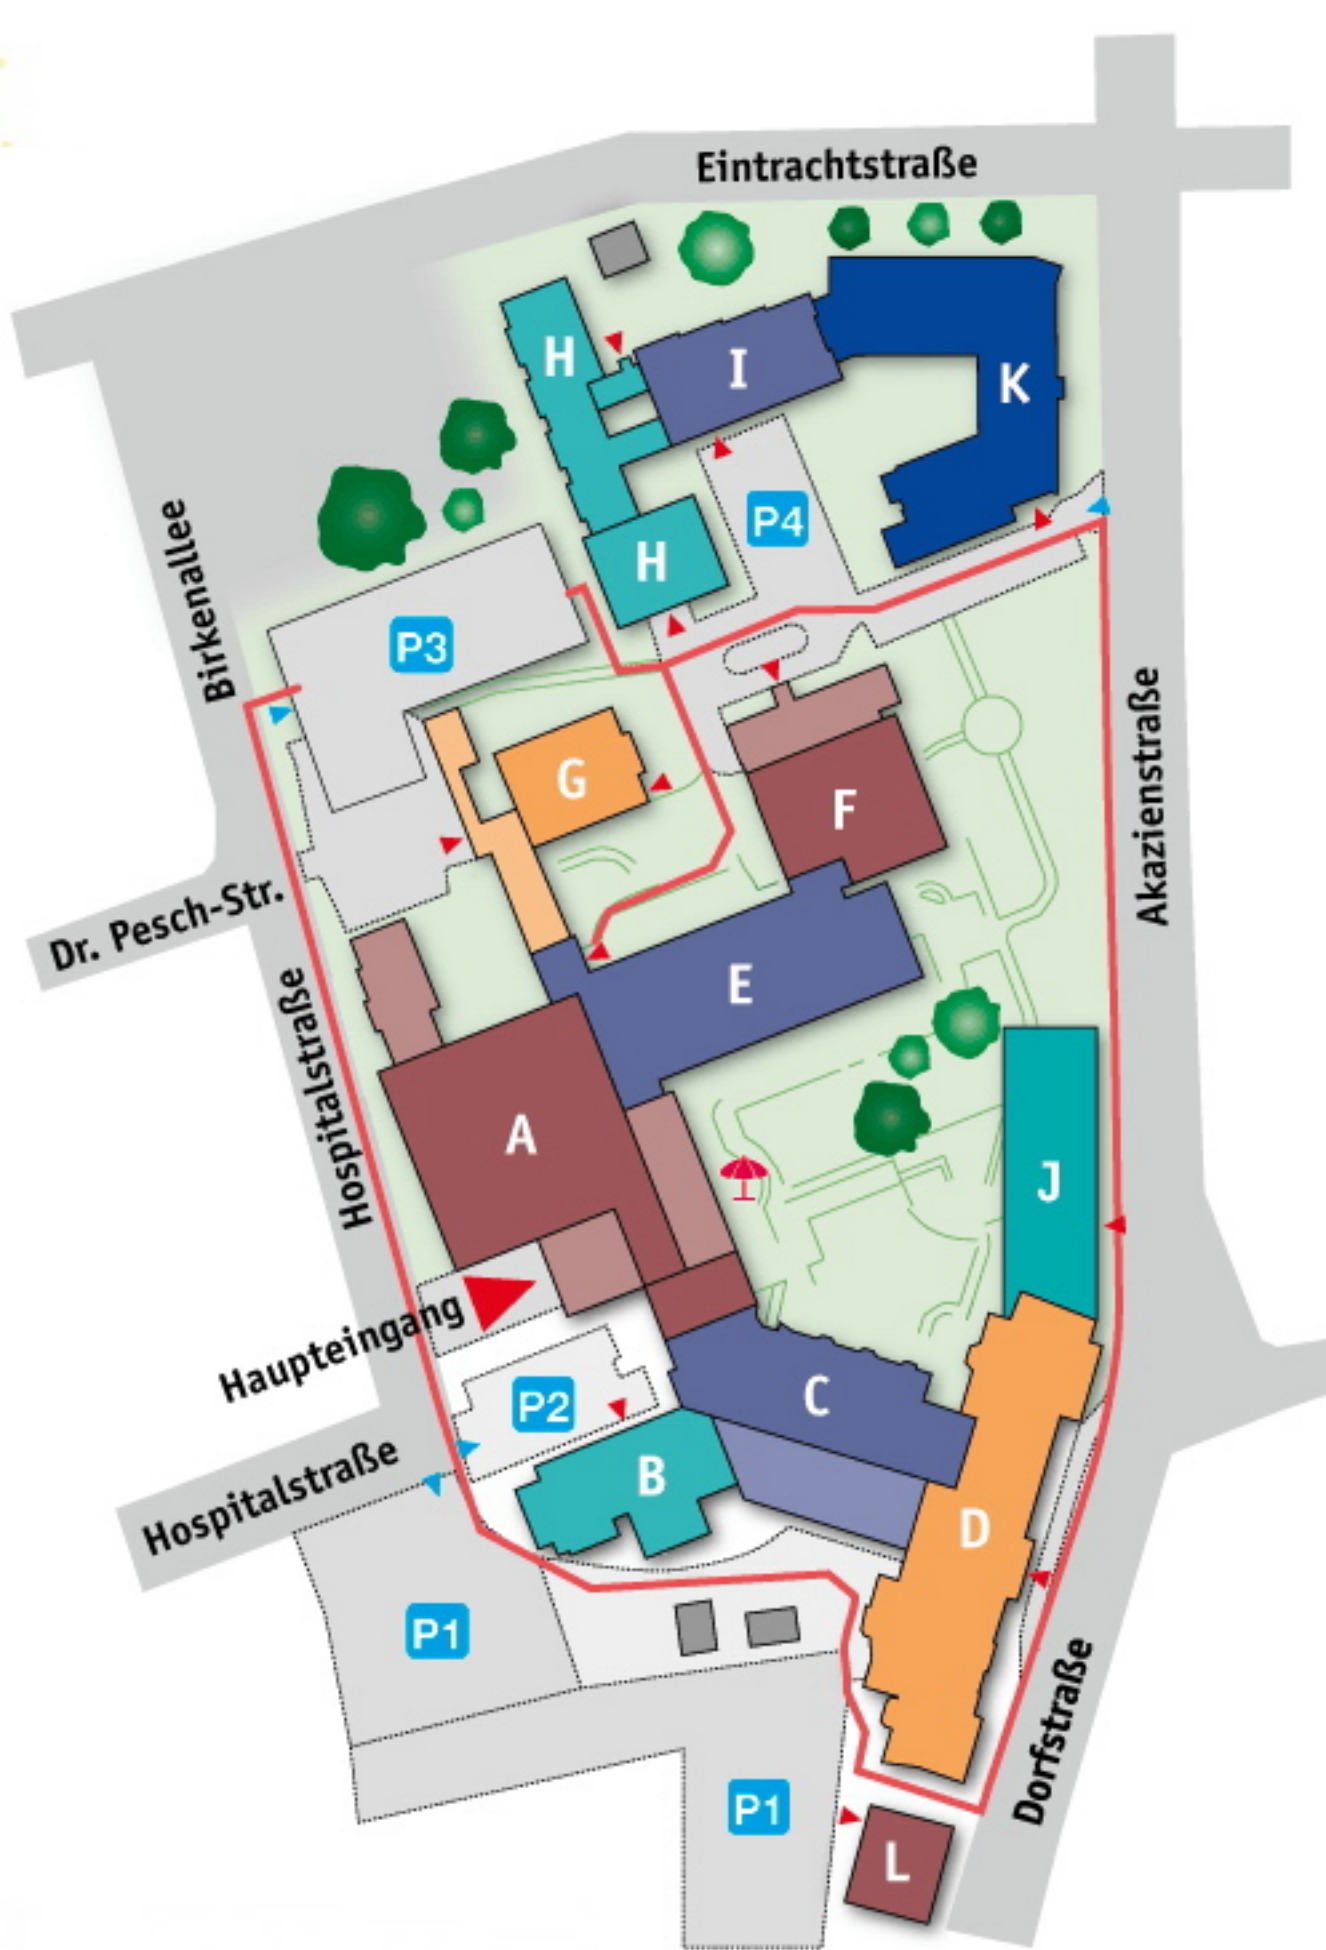 Eintrachtstraße
H
I
K
P4
H
Birkenallee
P3
G
F
Akazienstraße
Dr. Pesch-Str.
E
Hospitalstraße
A
J
Haupteingang
P2
C
B
Hospitalstraße
D
P1
Dorfstraße
P1
L